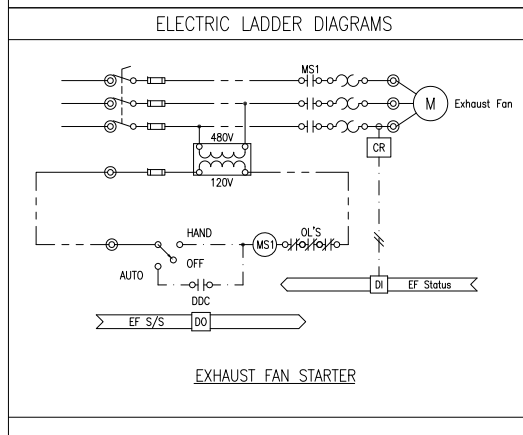 ELECTRIC LADDER DIAGRAMS
MS1
M
Exhaust Fan
480V
CR
120V
HAND
OL'S
MS1
OFF
AUTO
DDC
DI
EF Status
EF S/S
DO
EXHAUST FAN STARTER